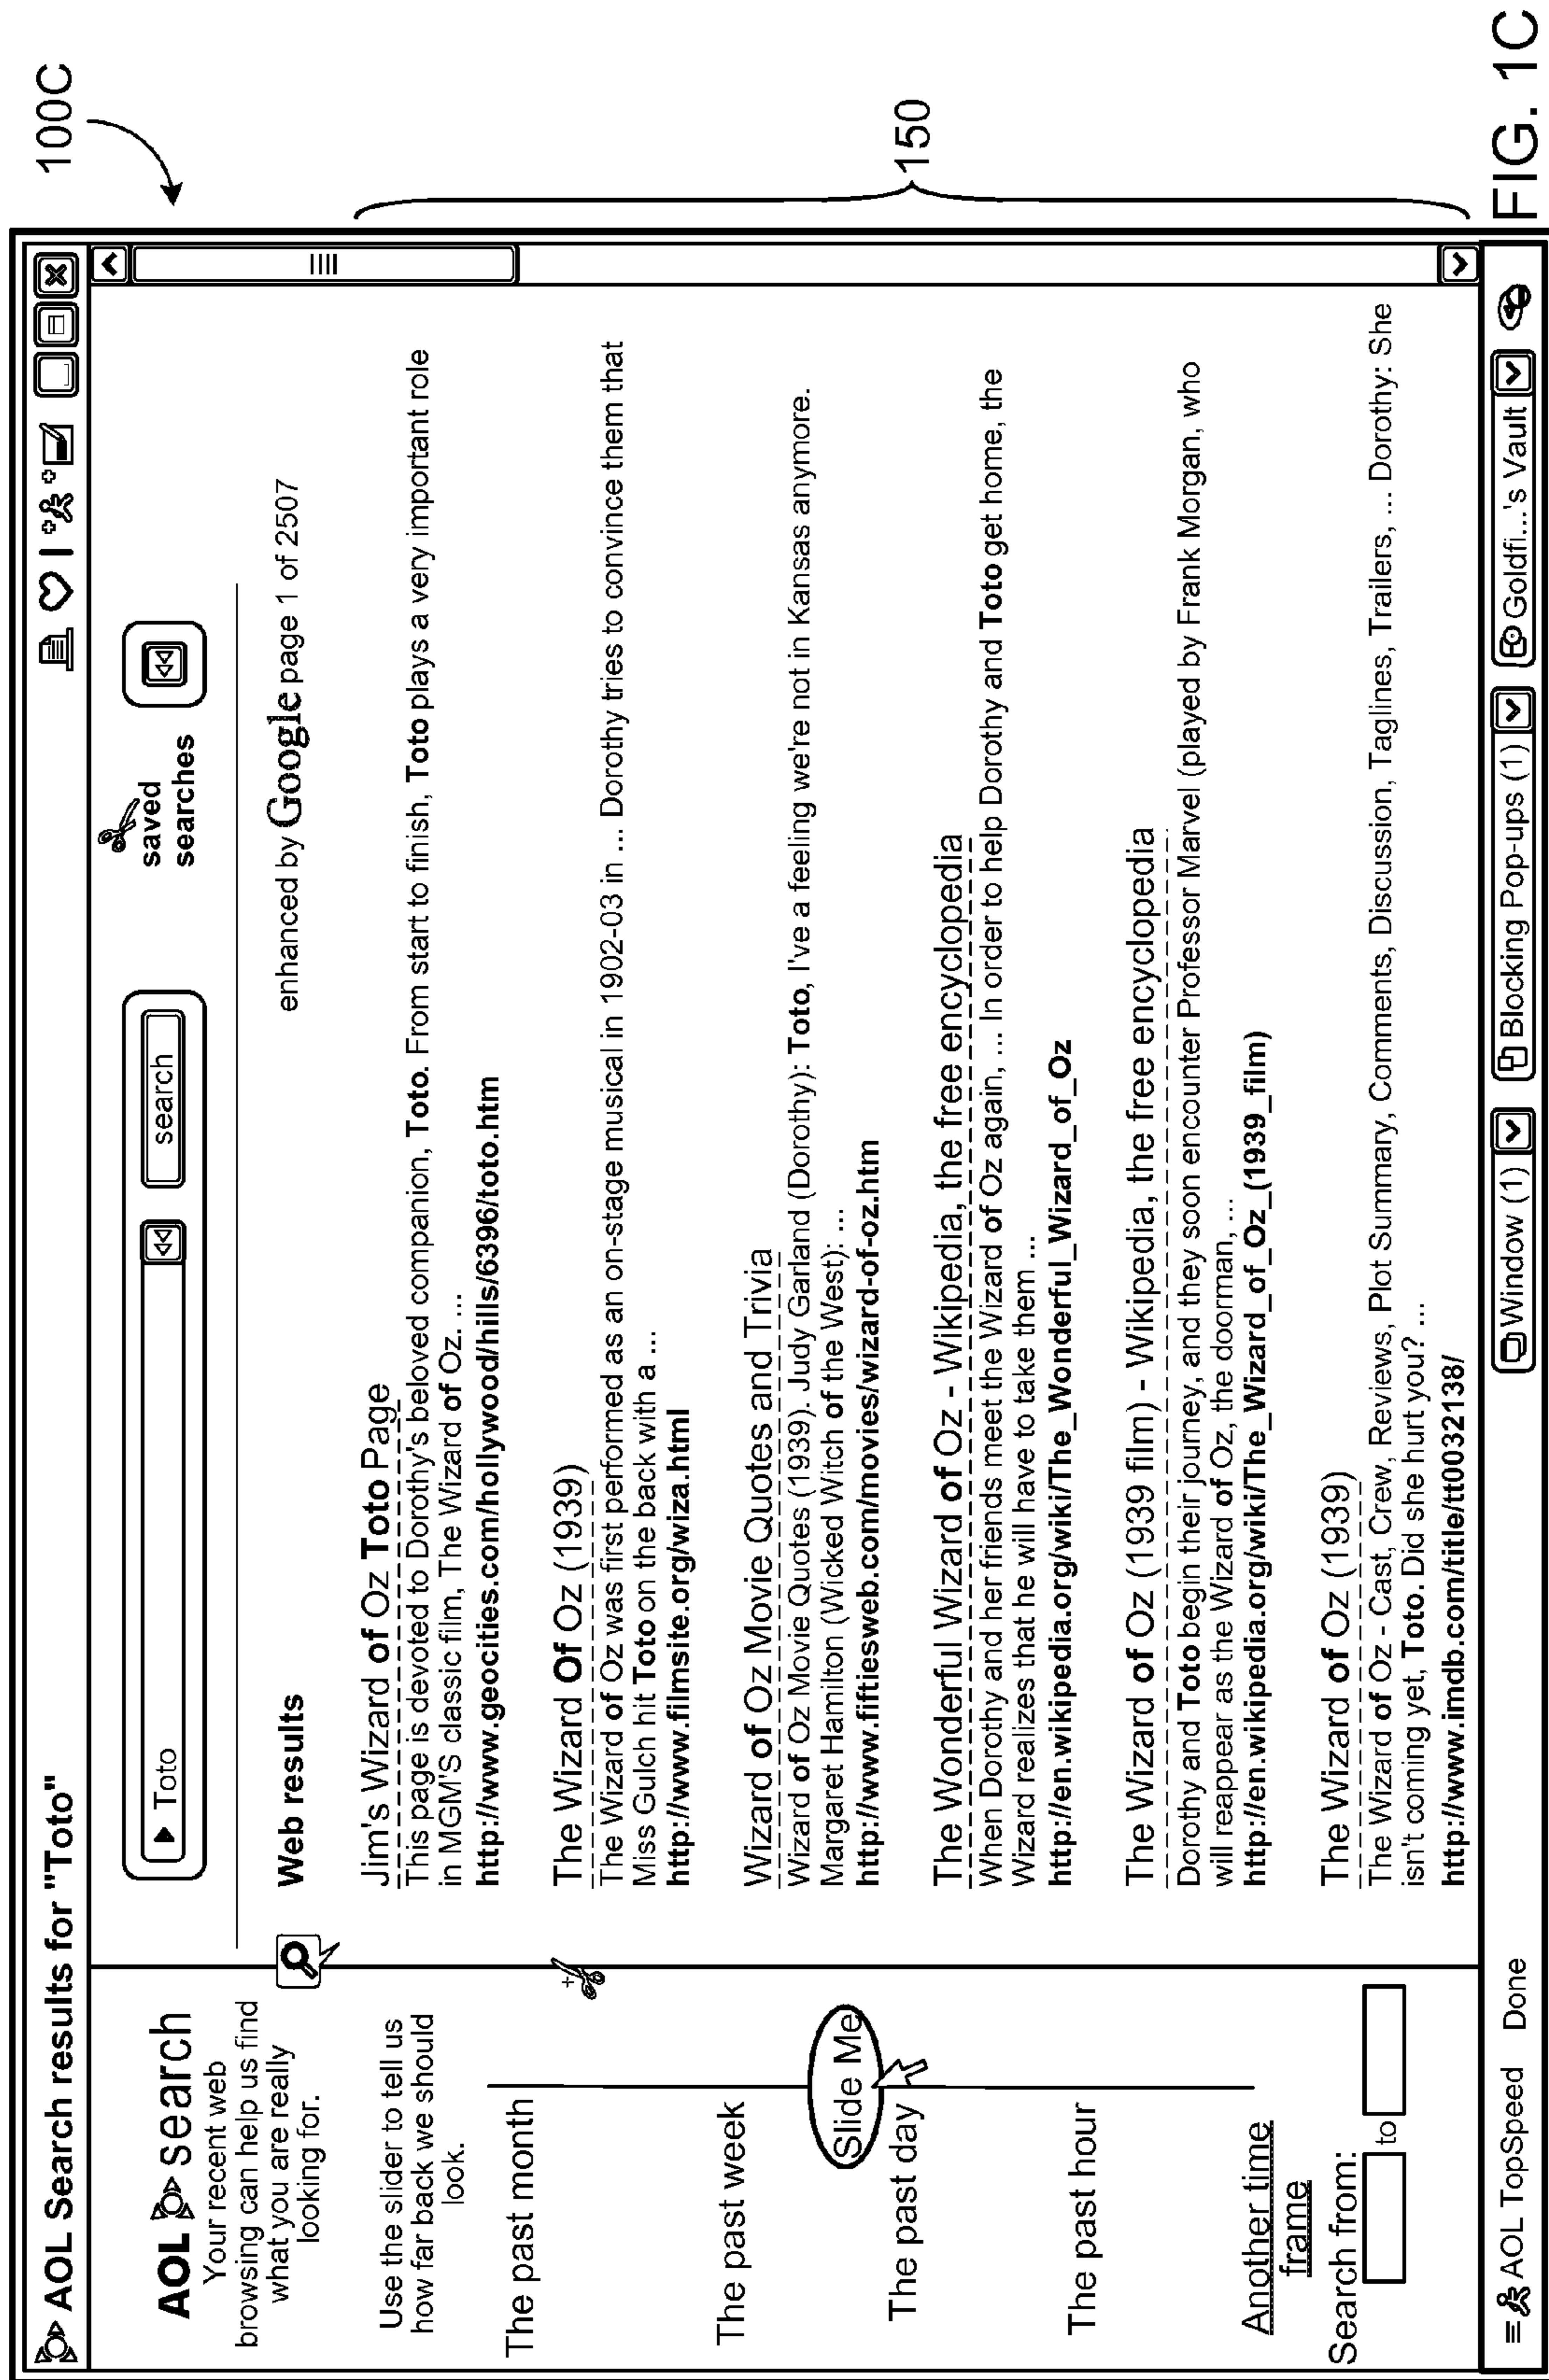 100C
AOL Search results for "Toto"
AOL search
Your recent web
browsing can help us find
what you are really
looking for.
Use the slider to tell us
how far back we should
look.
The past month
The past week
Slide Me
The past day
The past hour
Another time
frame
Search from:
to
Toto
search
saved
searches
Web results
enhanced by Google page 1 of 2507
Jim's Wizard of Oz Toto Page
This page is devoted to Dorothy's beloved companion, Toto. From start to finish, Toto plays a very important role
in MGM'S classic film, The Wizard of Oz. ...
http://www.geocities.com/hollywood/hills/6396/toto.htm
The Wizard Of Oz (1939)
The Wizard of Oz was first performed as an on-stage musical in 1902-03 in ... Dorothy tries to convince them that
Miss Gulch hit Toto on the back with a ...
http://www.filmsite.org/wiza.html
Wizard of Oz Movie Quotes and Trivia
Wizard of Oz Movie Quotes (1939). Judy Garland (Dorothy): Toto, I've a feeling we're not in Kansas anymore.
Margaret Hamilton (Wicked Witch of the West): ...
http://www.fiftiesweb.com/movies/wizard-of-oz.htm
The Wonderful Wizard of Oz - Wikipedia, the free encyclopedia
When Dorothy and her friends meet the Wizard of Oz again, ... In order to help Dorothy and Toto get home, the
Wizard realizes that he will have to take them ...
http://en.wikipedia.org/wiki/The_Wonderful_Wizard_of_Oz
The Wizard of Oz (1939 film) - Wikipedia, the free encyclopedia
Dorothy and Toto begin their journey, and they soon encounter Professor Marvel (played by Frank Morgan, who
will reappear as the Wizard of Oz, the doorman, ...
http://en.wikipedia.org/wiki/The_Wizard_of_Oz_(1939_film)
The Wizard of Oz (1939)
The Wizard of Oz - Cast, Crew, Reviews, Plot Summary, Comments, Discussion, Taglines, Trailers, ... Dorothy: She
isn't coming yet, Toto. Did she hurt you? ...
http://www.imdb.com/title/tt0032138/
150
AOL TopSpeed Done
Window (1)
Blocking Pop-ups (1)
Goldfi...'s Vault
FIG. 1C